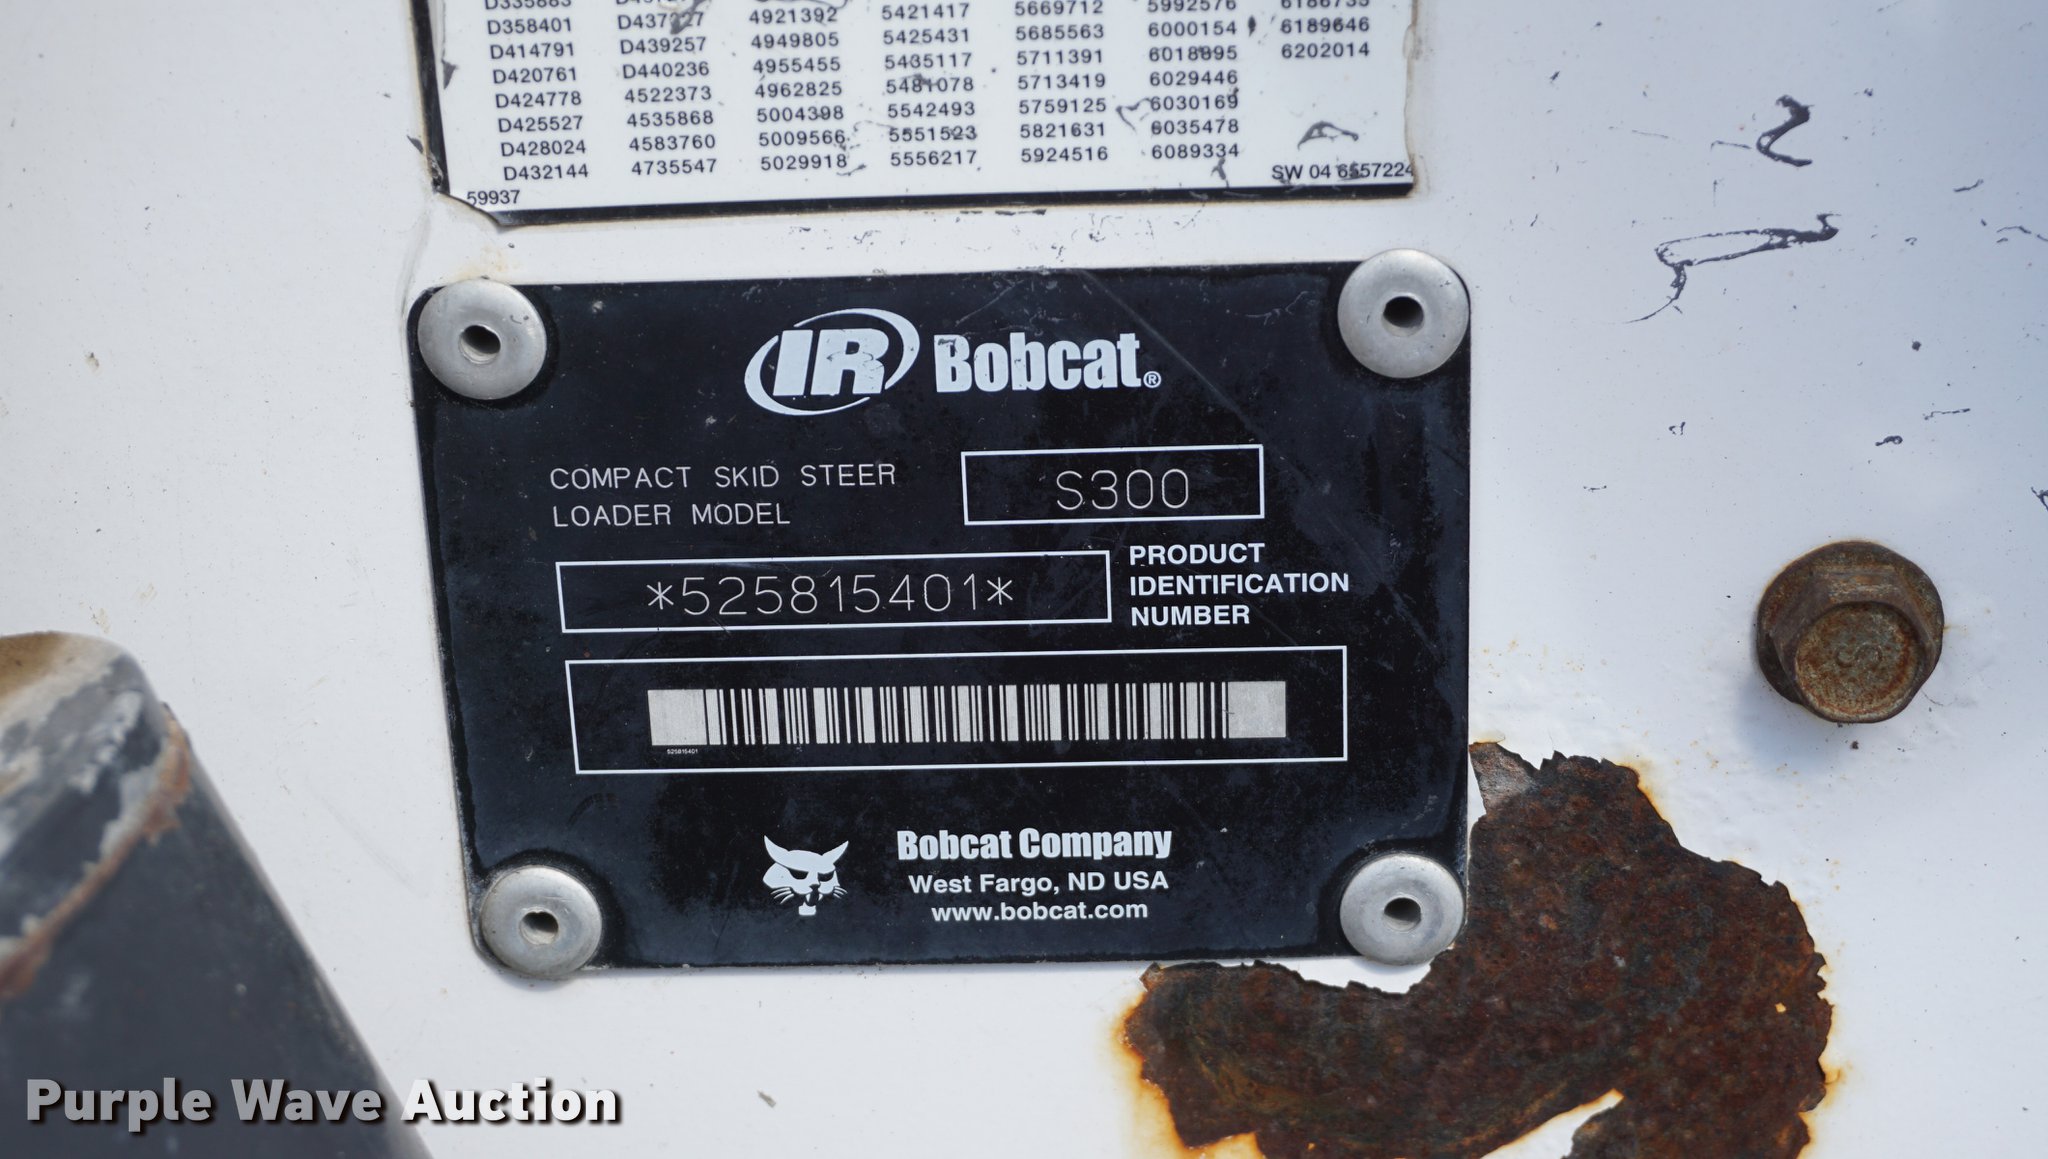 D358401 4921392 5421417 5669712 5992576
D414791 D439257 4949805 5425431 5685563 6000154 6189646
D420761 D440236 4955455 5435117 5711391 6018895 6202014
D424778 4522373 4962825 5481078 5713419 6029446
D425527 4535868 5004398 5542493 5759125 6030169
D428024 4583760 5009566 5551523 5821631 6035478
D432144 4735547 5029918 5556217 5924516 6089334
59937 SW 04 6557224
IR Bobcat®
COMPACT SKID STEER
LOADER MODEL
S300
*525815401*
PRODUCT
IDENTIFICATION
NUMBER
525815401
Bobcat Company
West Fargo, ND USA
www.bobcat.com
Purple Wave Auction